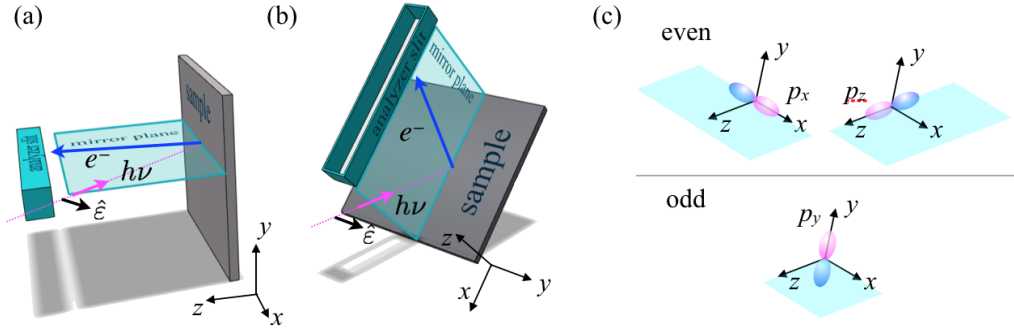 (a)
sample
analyzer slit
mirror plane
e⁻
hν
ε̂
y
z
x
(b)
analyzer slit
mirror plane
e⁻
hν
ε̂
sample
z
x
y
(c)
even
y
pₓ
z
x
y
p_z
z
x
odd
p_y
y
z
x